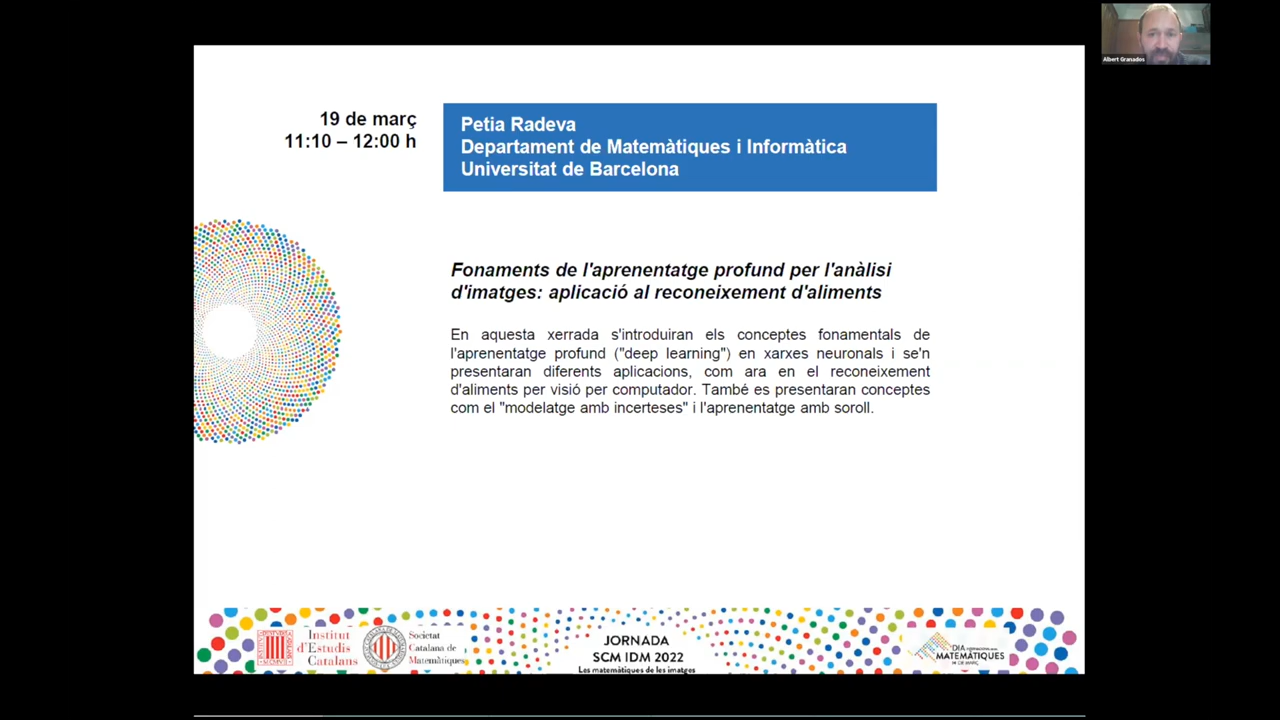 Albert Granados
19 de març
11:10 – 12:00 h
Petia Radeva
Departament de Matemàtiques i Informàtica
Universitat de Barcelona
Fonaments de l'aprenentatge profund per l'anàlisi
d'imatges: aplicació al reconeixement d'aliments
En aquesta xerrada s'introduiran els conceptes fonamentals de
l'aprenentatge profund ("deep learning") en xarxes neuronals i se'n
presentaran diferents aplicacions, com ara en el reconeixement
d'aliments per visió per computador. També es presentaran conceptes
com el "modelatge amb incerteses" i l'aprenentatge amb soroll.
Institut
d'Estudis
Catalans
Societat
Catalana de
Matemàtiques
JORNADA
SCM IDM 2022
Les matemàtiques de les imatges
DIA
MATEMÀTIQUES
14 DE MARÇ